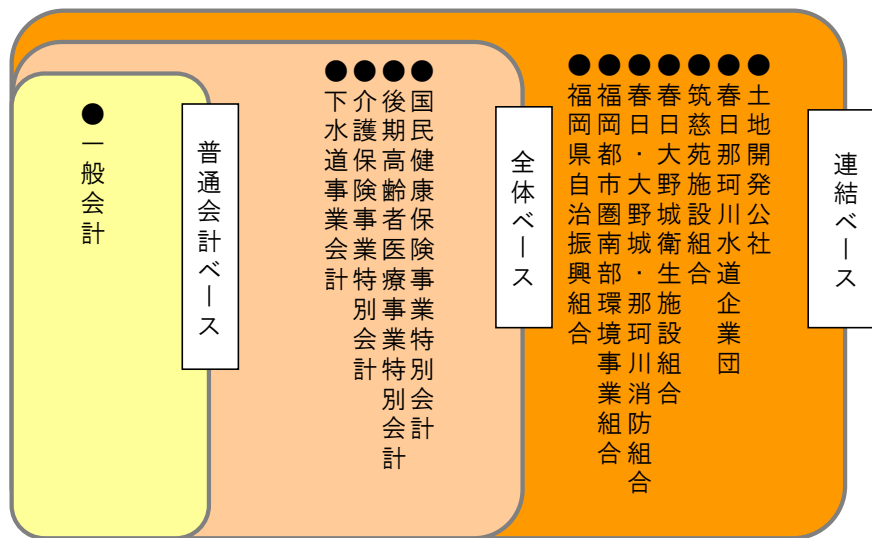 連結ベース
●土地開発公社
●春日那珂川水道企業団
●筑慈苑施設組合
●春日大野城衛生施設組合
●春日・大野城・那珂川消防組合
●福岡都市圏南部環境事業組合
●福岡県自治振興組合
全体ベース
●国民健康保険事業特別会計
●後期高齢者医療事業特別会計
●介護保険事業特別会計
●下水道事業会計
普通会計ベース
●一般会計